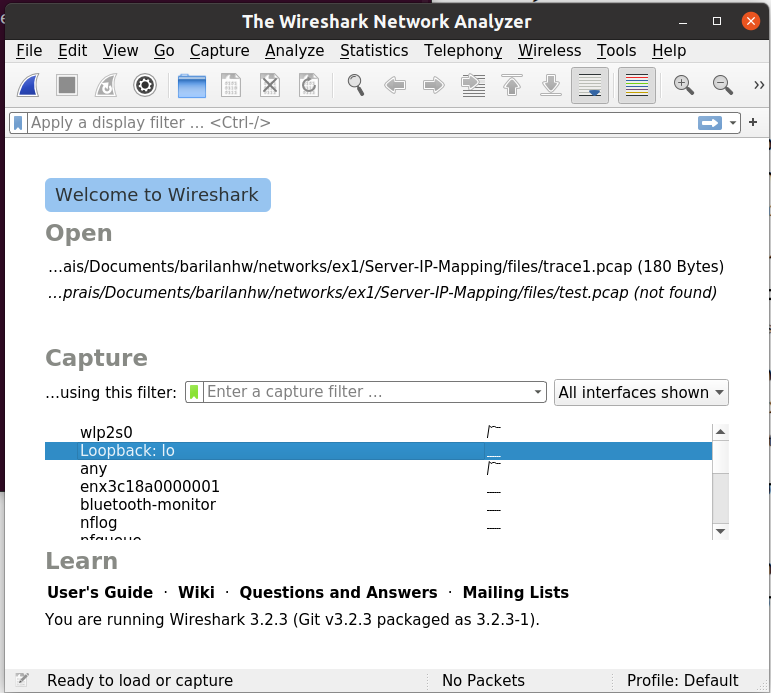 The Wireshark Network Analyzer
File Edit View Go Capture Analyze Statistics Telephony Wireless Tools Help
Apply a display filter … <Ctrl-/>
Welcome to Wireshark
Open
…ais/Documents/barilanhw/networks/ex1/Server-IP-Mapping/files/trace1.pcap (180 Bytes)
…prais/Documents/barilanhw/networks/ex1/Server-IP-Mapping/files/test.pcap (not found)
Capture
…using this filter: Enter a capture filter … All interfaces shown
wlp2s0
Loopback: lo
any
enx3c18a0000001
bluetooth-monitor
nflog
nfqueue
Learn
User's Guide · Wiki · Questions and Answers · Mailing Lists
You are running Wireshark 3.2.3 (Git v3.2.3 packaged as 3.2.3-1).
Ready to load or capture No Packets Profile: Default